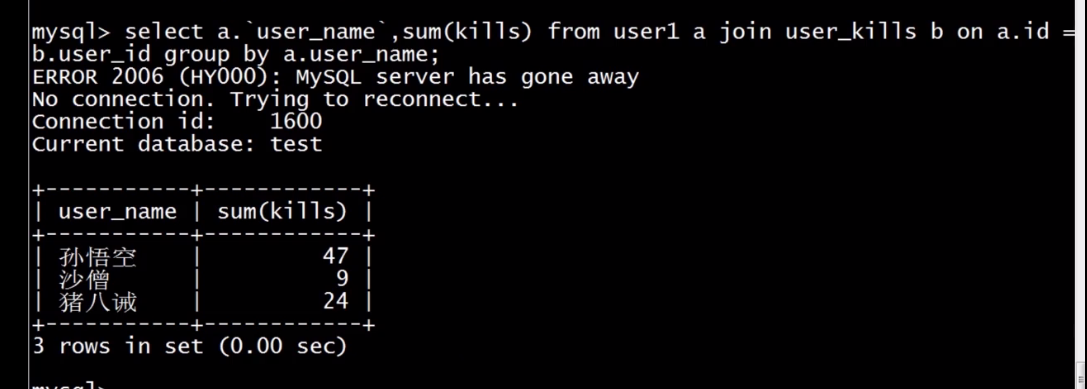 mysql> select a.`user_name`,sum(kills) from user1 a join user_kills b on a.id =
b.user_id group by a.user_name;
ERROR 2006 (HY000): MySQL server has gone away
No connection. Trying to reconnect...
Connection id:    1600
Current database: test
+-----------+------------+
| user_name | sum(kills) |
+-----------+------------+
| 孙悟空    |         47 |
| 沙僧      |          9 |
| 猪八诫    |         24 |
+-----------+------------+
3 rows in set (0.00 sec)
mysql>